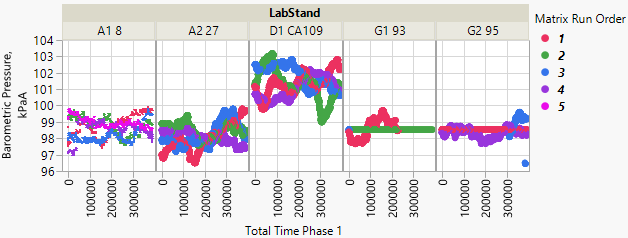 LabStand
A1 8
A2 27
D1 CA109
G1 93
G2 95
Matrix Run Order
1
2
3
4
5
Barometric Pressure,
kPaA
104
103
102
101
100
99
98
97
96
0 100000 200000 300000
0 100000 200000 300000
0 100000 200000 300000
0 100000 200000 300000
0 100000 200000 300000
Total Time Phase 1